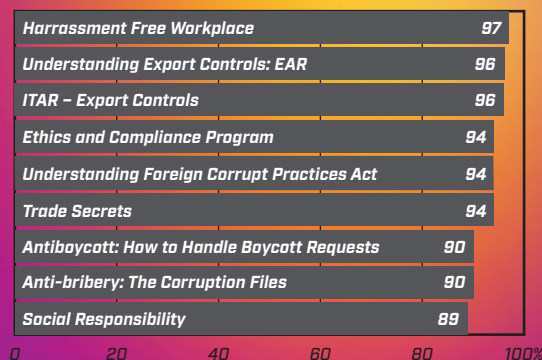 Harrassment Free Workplace 97
Understanding Export Controls: EAR 96
ITAR – Export Controls 96
Ethics and Compliance Program 94
Understanding Foreign Corrupt Practices Act 94
Trade Secrets 94
Antiboycott: How to Handle Boycott Requests 90
Anti-bribery: The Corruption Files 90
Social Responsibility 89
0 20 40 60 80 100%